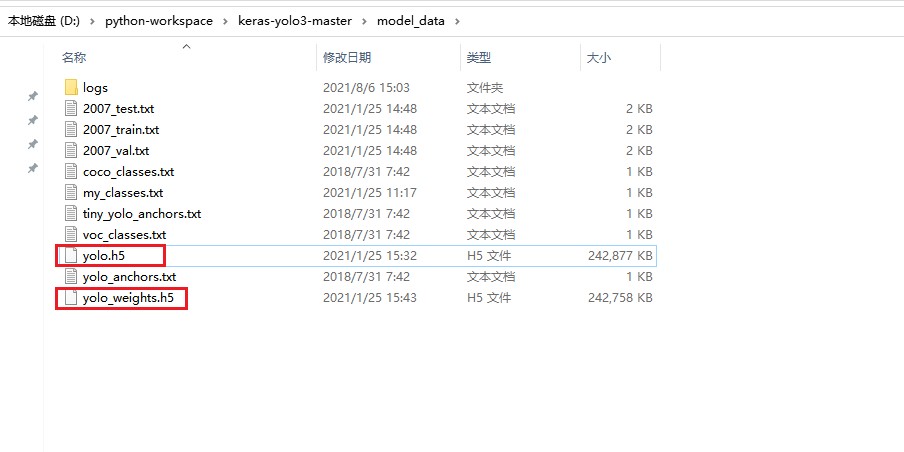 本地磁盘 (D:) › python-workspace › keras-yolo3-master › model_data ›
名称 修改日期 类型 大小
logs 2021/8/6 15:03 文件夹
2007_test.txt 2021/1/25 14:48 文本文档 2 KB
2007_train.txt 2021/1/25 14:48 文本文档 2 KB
2007_val.txt 2021/1/25 14:48 文本文档 2 KB
coco_classes.txt 2018/7/31 7:42 文本文档 1 KB
my_classes.txt 2021/1/25 11:17 文本文档 1 KB
tiny_yolo_anchors.txt 2018/7/31 7:42 文本文档 1 KB
voc_classes.txt 2018/7/31 7:42 文本文档 1 KB
yolo.h5 2021/1/25 15:32 H5 文件 242,877 KB
yolo_anchors.txt 2018/7/31 7:42 文本文档 1 KB
yolo_weights.h5 2021/1/25 15:43 H5 文件 242,758 KB